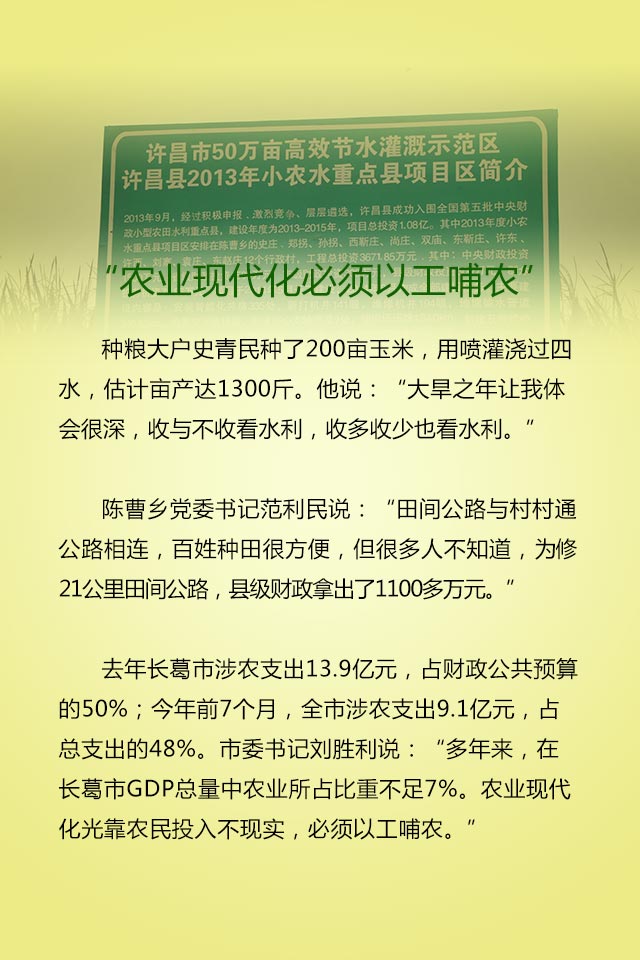 许昌市50万亩高效节水灌溉示范区
许昌县2013年小农水重点县项目区简介
2013年9月，经过积极申报、激烈竞争、层层遴选，许昌县成功入围全国第五批中央财
政小型农田水利重点县，建设年度为2013-2015年，项目总投资1.08亿。其中2013年度小农
水重点县项目区安排在陈曹乡的史庄、郑拐、孙拐、西靳庄、尚庄、双庙、东靳庄、许东、
许西、刘家、袁庄、东赵庄12个行政村，工程总投资3671.85万元，其中：中央财政投资
“农业现代化必须以工哺农”
种粮大户史青民种了200亩玉米，用喷灌浇过四
水，估计亩产达1300斤。他说：“大旱之年让我体
会很深，收与不收看水利，收多收少也看水利。”
陈曹乡党委书记范利民说：“田间公路与村村通
公路相连，百姓种田很方便，但很多人不知道，为修
21公里田间公路，县级财政拿出了1100多万元。”
去年长葛市涉农支出13.9亿元，占财政公共预算
的50%；今年前7个月，全市涉农支出9.1亿元，占
总支出的48%。市委书记刘胜利说：“多年来，在
长葛市GDP总量中农业所占比重不足7%。农业现代
化光靠农民投入不现实，必须以工哺农。”